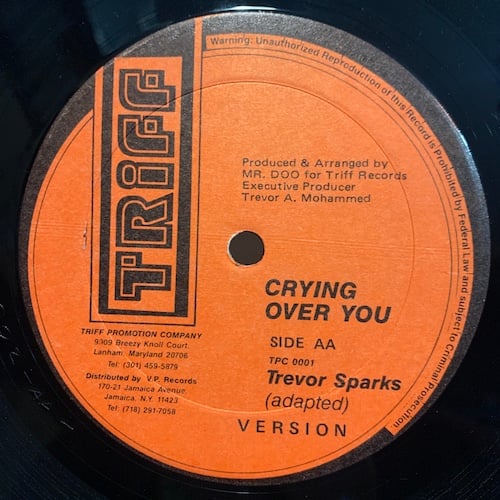 Warning: Unauthorized Reproduction of this Record is Prohibited by Federal Law and subject to Criminal Prosecution
TRIFF
Produced & Arranged by
MR. DOO for Triff Records
Executive Producer
Trevor A. Mohammed
CRYING
OVER YOU
SIDE AA
TPC 0001
Trevor Sparks
(adapted)
VERSION
TRIFF PROMOTION COMPANY
9309 Breezy Knoll Court.
Lanham. Maryland 20706
Tel: (301) 459-5879
Distributed by V.P. Records
170-21 Jamaica Avenue,
Jamaica, N.Y. 11423
Tel: (718) 291-7058